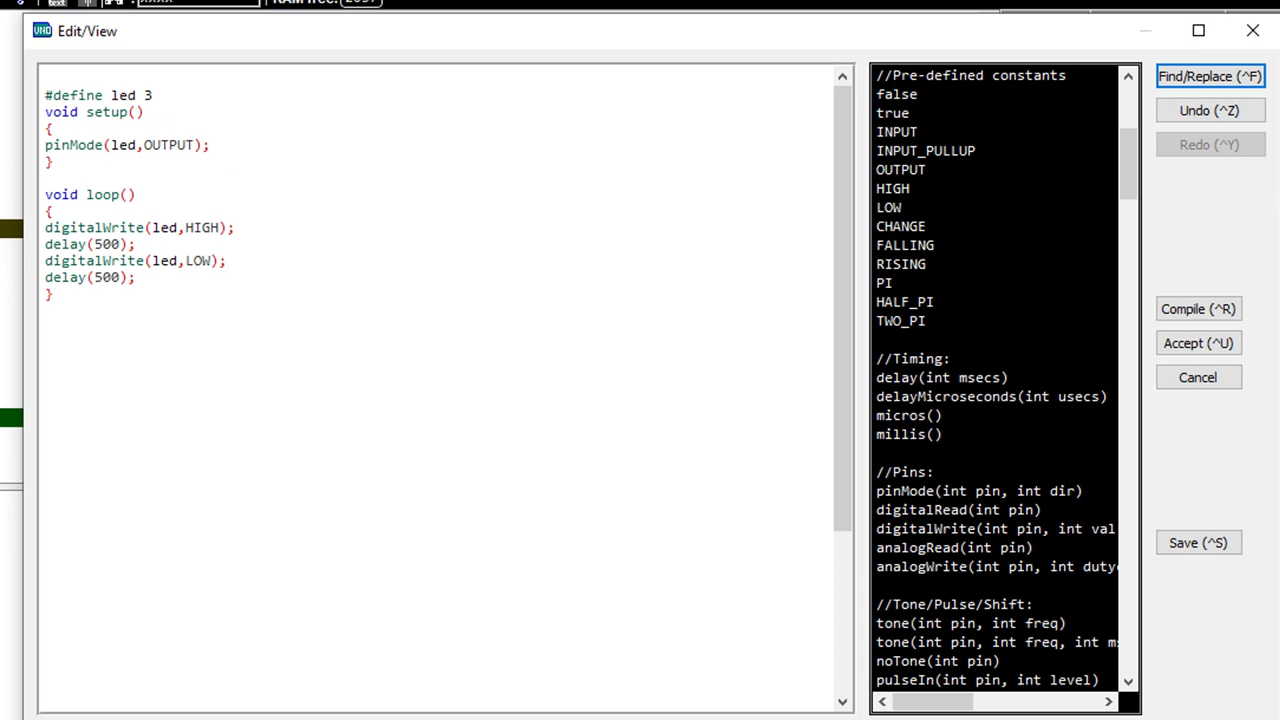 Edit/View
#define led 3
void setup()
{
pinMode(led,OUTPUT);
}
void loop()
{
digitalWrite(led,HIGH);
delay(500);
digitalWrite(led,LOW);
delay(500);
}
//Pre-defined constants
false
true
INPUT
INPUT_PULLUP
OUTPUT
HIGH
LOW
CHANGE
FALLING
RISING
PI
HALF_PI
TWO_PI
//Timing:
delay(int msecs)
delayMicroseconds(int usecs)
micros()
millis()
//Pins:
pinMode(int pin, int dir)
digitalRead(int pin)
digitalWrite(int pin, int val
analogRead(int pin)
analogWrite(int pin, int dutyc
//Tone/Pulse/Shift:
tone(int pin, int freq)
tone(int pin, int freq, int m
noTone(int pin)
pulseIn(int pin, int level)
Find/Replace (^F)
Undo (^Z)
Redo (^Y)
Compile (^R)
Accept (^U)
Cancel
Save (^S)